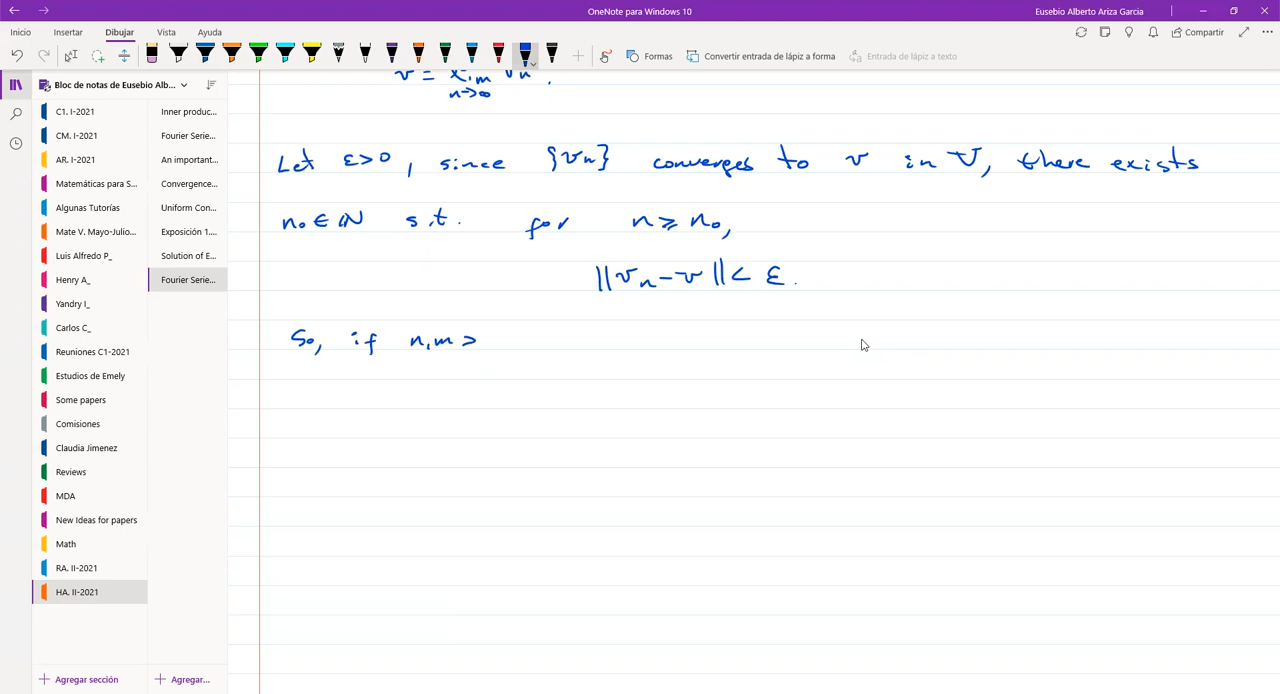 OneNote para Windows 10
Eusebio Alberto Ariza Garcia
Inicio Insertar Dibujar Vista Ayuda
Compartir
Formas Convertir entrada de lápiz a forma Entrada de lápiz a texto
Bloc de notas de Eusebio Alb...
C1. I-2021
CM. I-2021
AR. I-2021
Matemáticas para S...
Algunas Tutorías
Mate V. Mayo-Julio...
Luis Alfredo P_
Henry A_
Yandry I_
Carlos C_
Reuniones C1-2021
Estudios de Emely
Some papers
Comisiones
Claudia Jimenez
Reviews
MDA
New Ideas for papers
Math
RA. II-2021
HA. II-2021
Agregar sección
Inner produc...
Fourier Serie...
An important...
Convergence...
Uniform Con...
Exposición 1....
Solution of E...
Fourier Serie...
Agregar...
v = lim vn .
n→∞
Let ε>0, since {vn} converges to v in V, there exists
n₀∈ℕ s.t. for n≥n₀,
||vn-v||< ε.
So, if n,m>